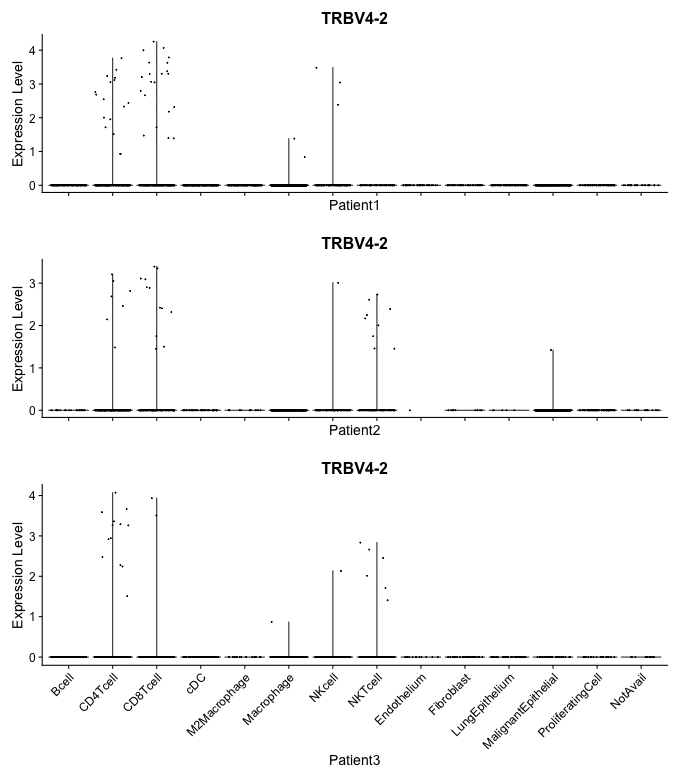 TRBV4-2
Expression Level
4
3
2
1
0
Patient1
TRBV4-2
Expression Level
3
2
1
0
Patient2
TRBV4-2
Expression Level
4
3
2
1
0
Bcell
CD4Tcell
CD8Tcell
cDC
M2Macrophage
Macrophage
NKcell
NKTcell
Endothelium
Fibroblast
LungEpithelium
MalignantEpithelial
ProliferatingCell
NotAvail
Patient3